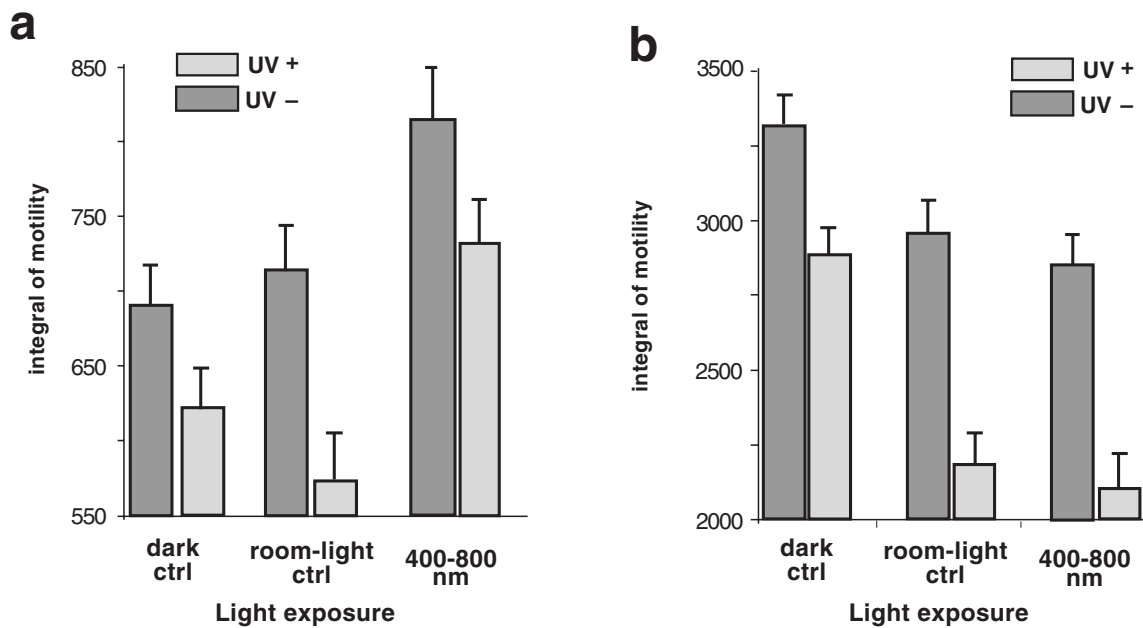 a
UV +
UV –
850
750
650
550
integral of motility
dark
ctrl
room-light
ctrl
400-800
nm
Light exposure
b
UV +
UV –
3500
3000
2500
2000
integral of motility
dark
ctrl
room-light
ctrl
400-800
nm
Light exposure